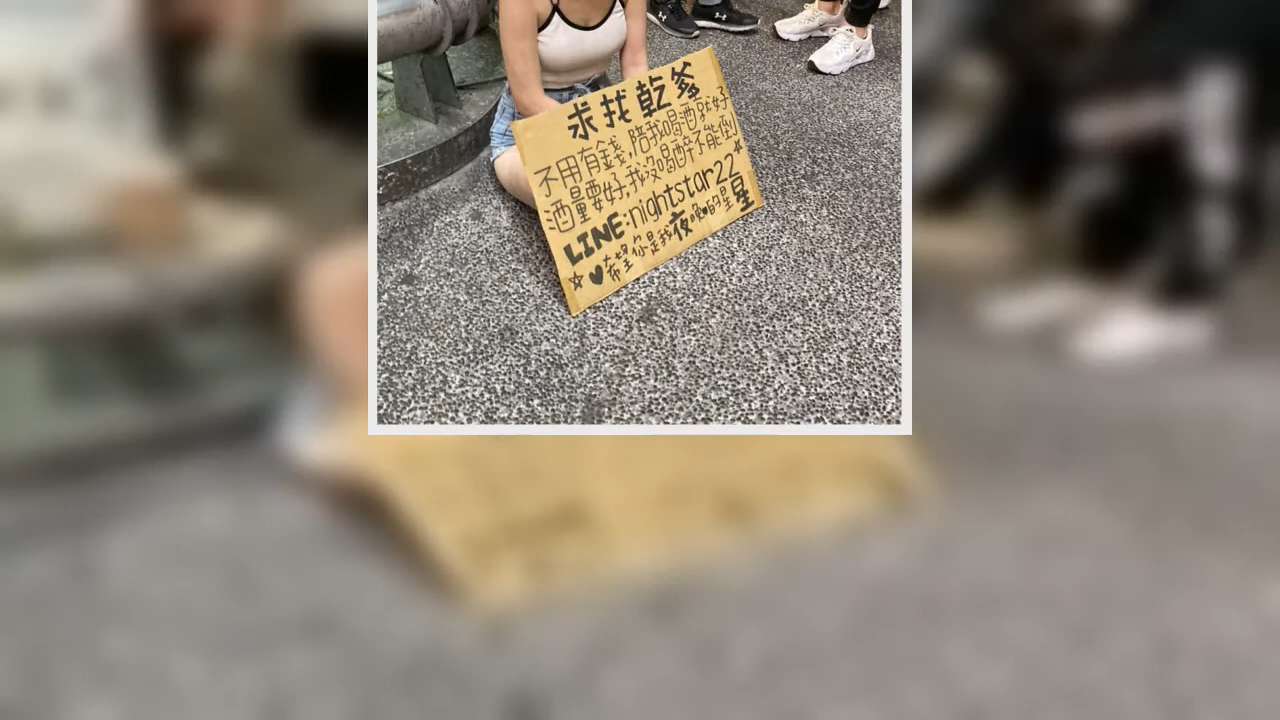 求找乾爹
不用有錢,陪我喝酒就好
酒量要好,我沒喝醉不能倒☆
LINE:nightstar22
☆♥希望你是我夜晚的星星